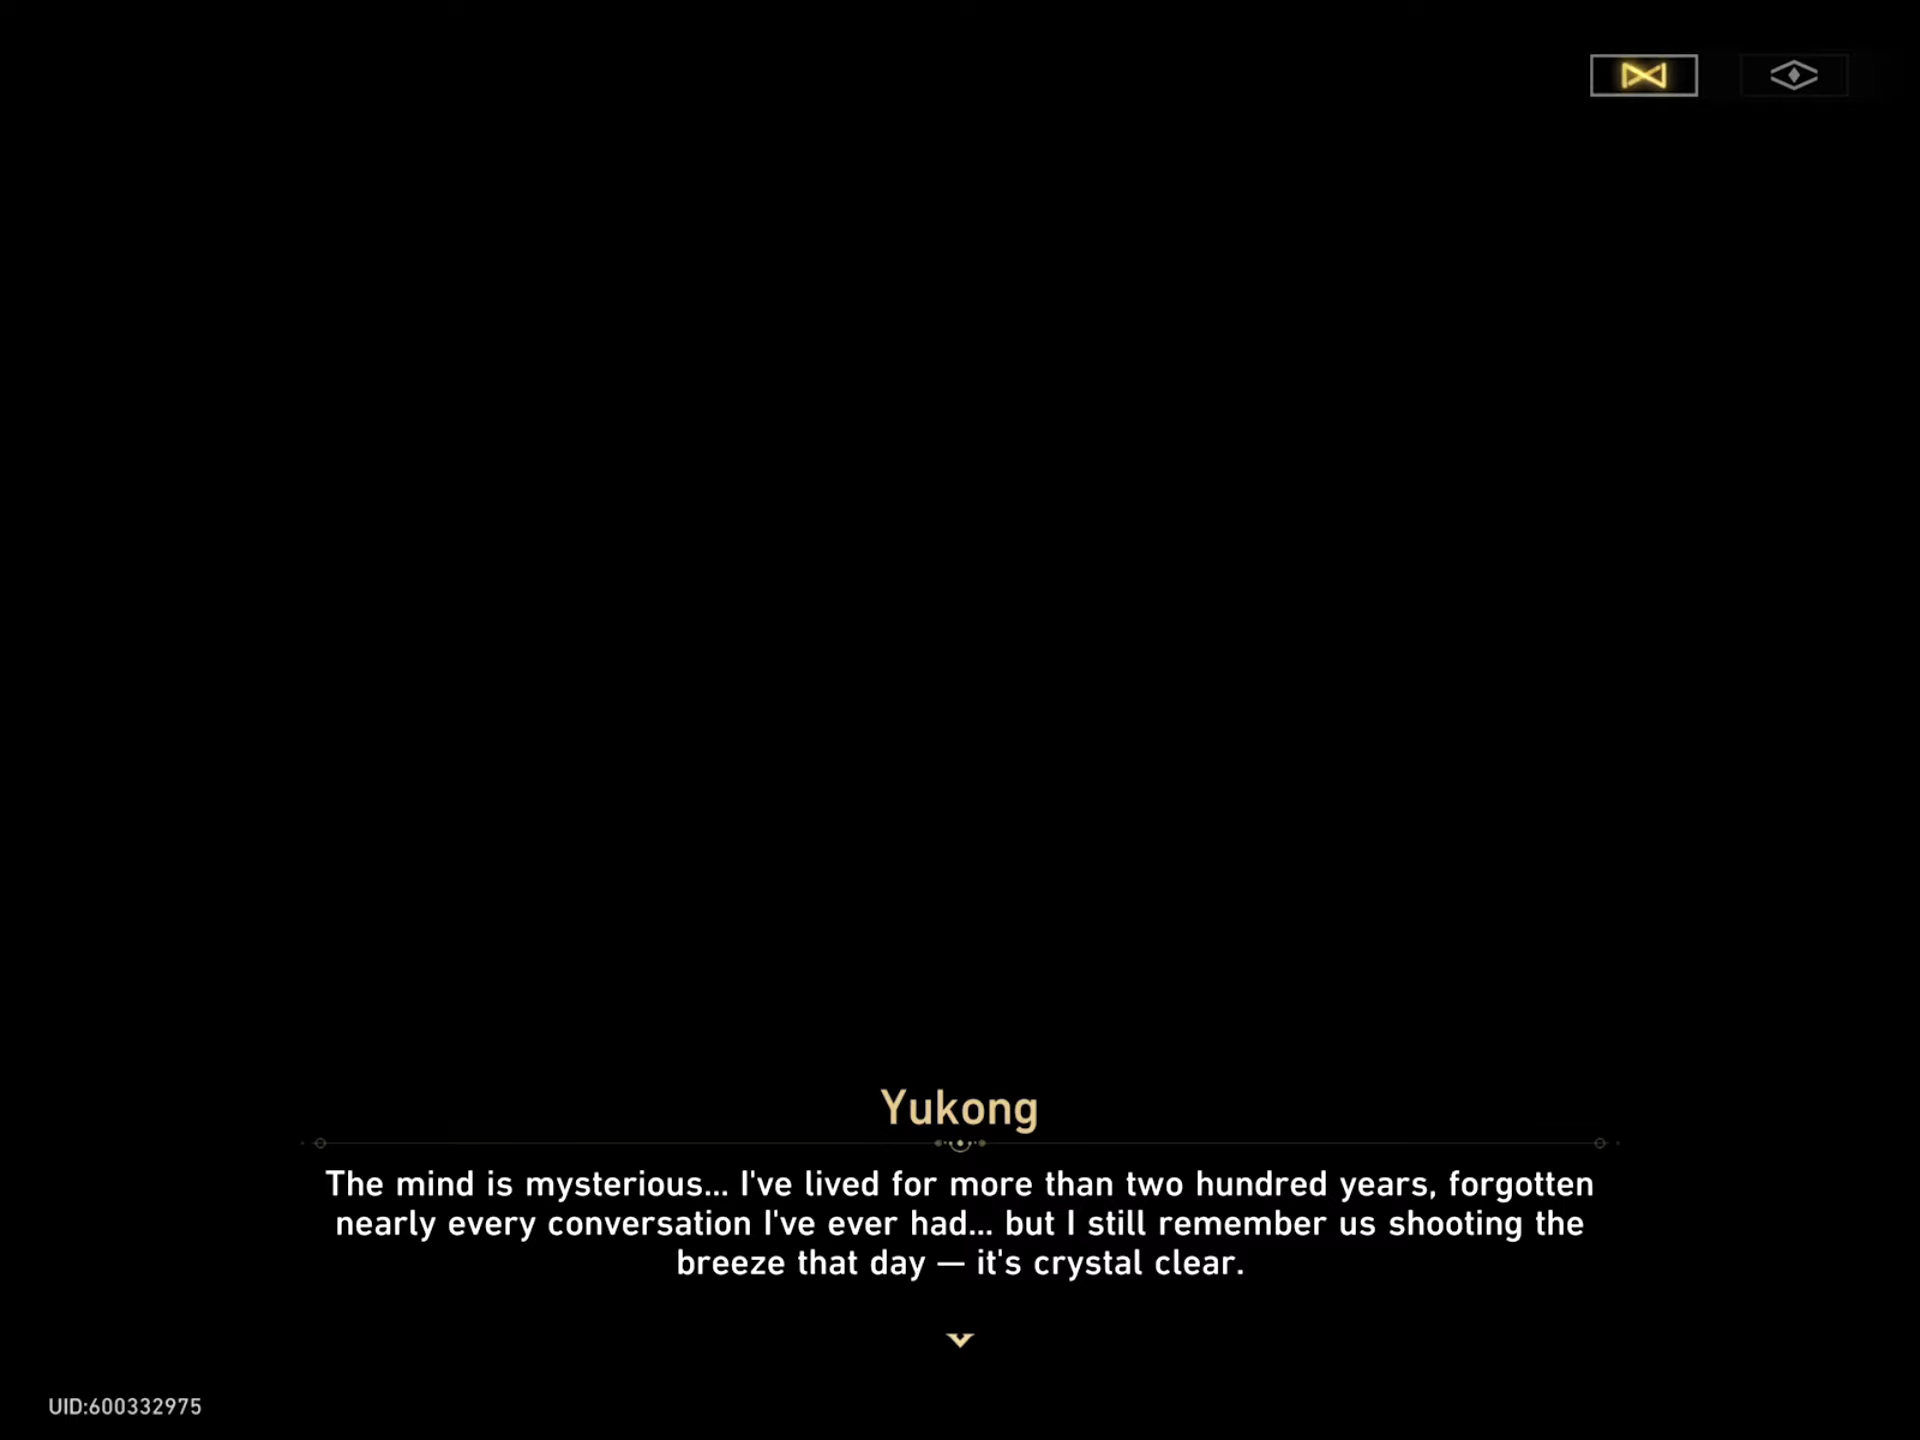 Yukong
The mind is mysterious... I've lived for more than two hundred years, forgotten
nearly every conversation I've ever had... but I still remember us shooting the
breeze that day — it's crystal clear.
UID:600332975